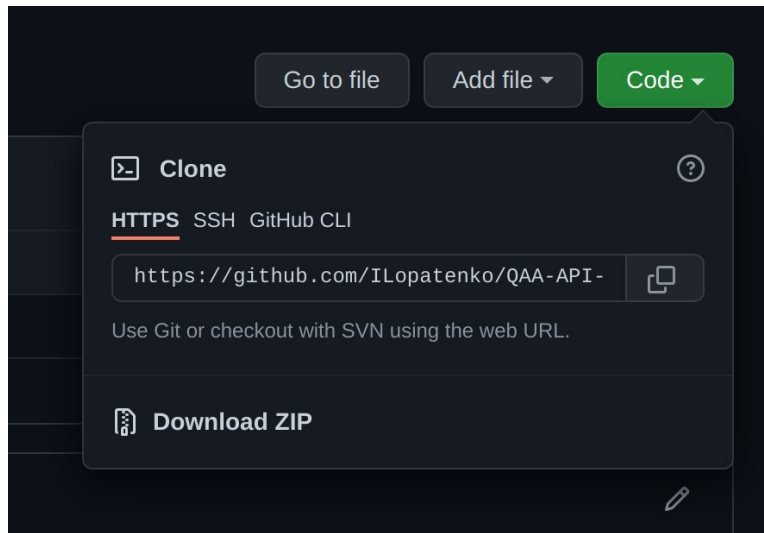 Go to file Add file Code
Clone
HTTPS SSH GitHub CLI
https://github.com/ILopatenko/QAA-API-
Use Git or checkout with SVN using the web URL.
Download ZIP